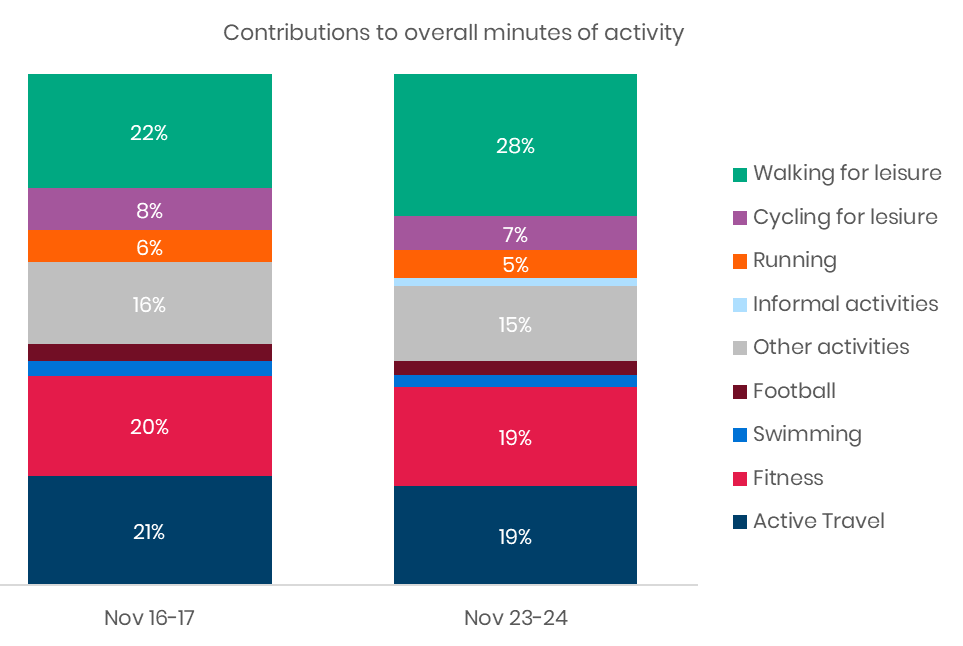 Contributions to overall minutes of activity
22%
8%
6%
16%
20%
21%
28%
7%
5%
15%
19%
19%
Nov 16-17
Nov 23-24
Walking for leisure
Cycling for lesiure
Running
Informal activities
Other activities
Football
Swimming
Fitness
Active Travel